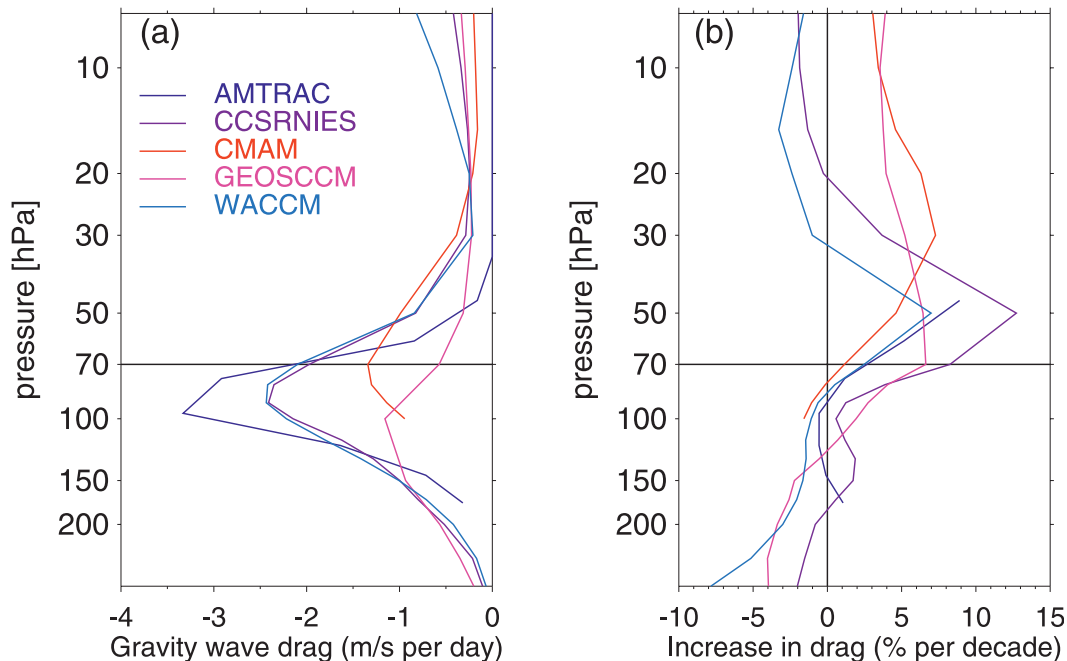 (a)
pressure [hPa]
10
20
30
50
70
100
150
200
AMTRAC
CCSRNIES
CMAM
GEOSCCM
WACCM
-4 -3 -2 -1 0
Gravity wave drag (m/s per day)
(b)
pressure [hPa]
10
20
30
50
70
100
150
200
-10 -5 0 5 10 15
Increase in drag (% per decade)